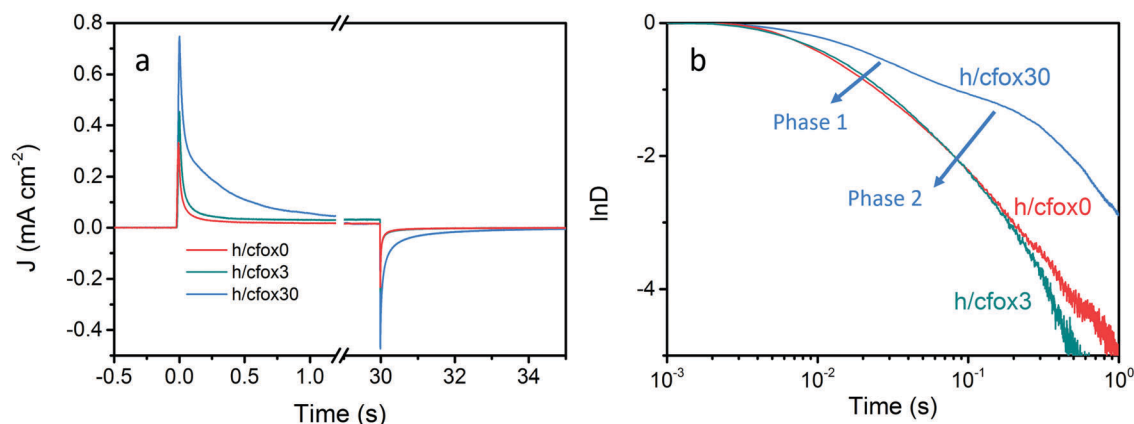 a
J (mA cm⁻²)
0.8
0.6
0.4
0.2
0.0
-0.2
-0.4
h/cfox0
h/cfox3
h/cfox30
-0.5 0.0 0.5 1.0 30 32 34
Time (s)
b
lnD
0
-2
-4
h/cfox30
Phase 1
Phase 2
h/cfox0
h/cfox3
10⁻³ 10⁻² 10⁻¹ 10⁰
Time (s)